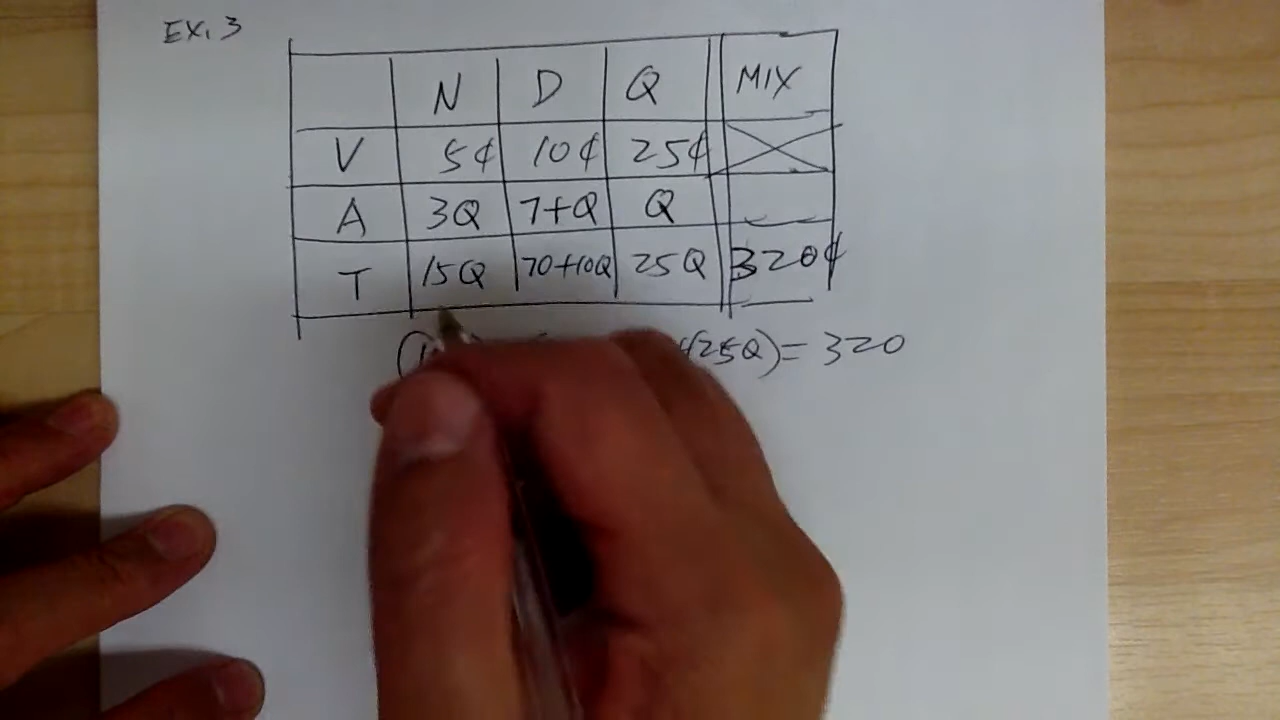 EX. 3
N D Q MIX
V 5¢ 10¢ 25¢
A 3Q 7+Q Q
T 15Q 70+10Q 25Q 320¢
(25Q)=320